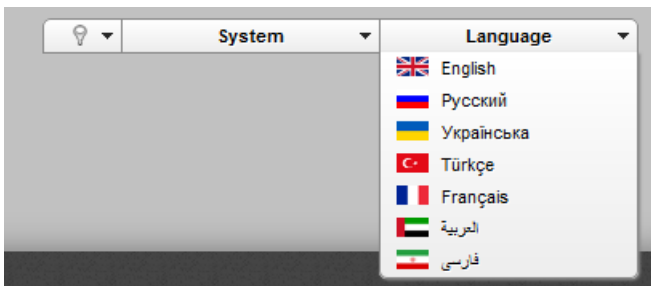 System
Language
English
Русский
Українська
Türkçe
Français
العربية
فارسی